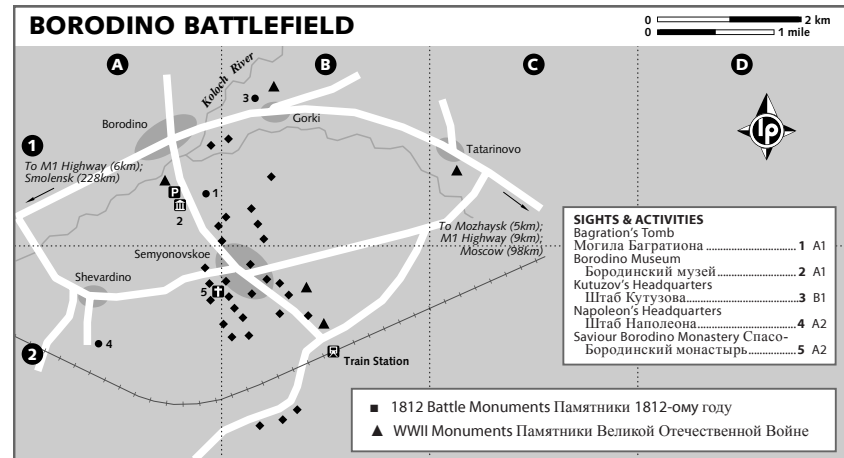 BORODINO BATTLEFIELD
0 2 km
0 1 mile
A
B
C
D
Koloch River
3
Gorki
Borodino
1
Tatarinovo
To M1 Highway (6km);
Smolensk (228km)
P
1
2
To Mozhaysk (5km);
M1 Highway (9km);
Moscow (98km)
Semyonovskoe
Shevardino
5
2
4
Train Station
lp
SIGHTS & ACTIVITIES
Bagration's Tomb
Могила Багратиона 1 A1
Borodino Museum
Бородинский музей 2 A1
Kutuzov's Headquarters
Штаб Кутузова 3 B1
Napoleon's Headquarters
Штаб Наполеона 4 A2
Saviour Borodino Monastery Спасо-
Бородинский монастырь 5 A2
1812 Battle Monuments Памятники 1812-ому году
WWII Monuments Памятники Великой Отечественной Войне